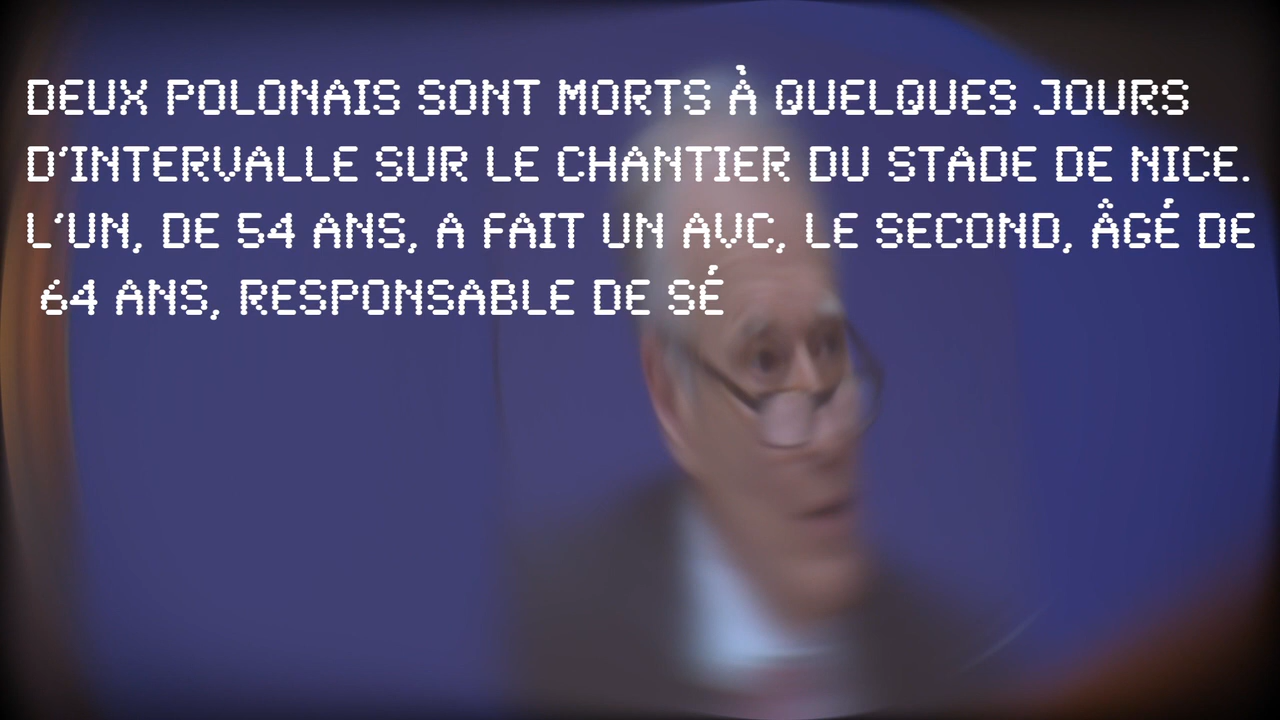 DEUX POLONAIS SONT MORTS À QUELQUES JOURS
D'INTERVALLE SUR LE CHANTIER DU STADE DE NICE.
L'UN, DE 54 ANS, A FAIT UN AVC, LE SECOND, ÂGÉ DE
64 ANS, RESPONSABLE DE SÉ